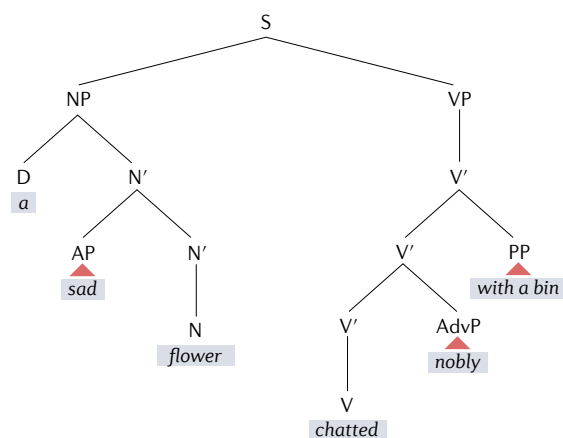 S
NP VP
D N′ V′
a
AP N′ V′ PP
sad with a bin
N V′ AdvP
flower nobly
V
chatted